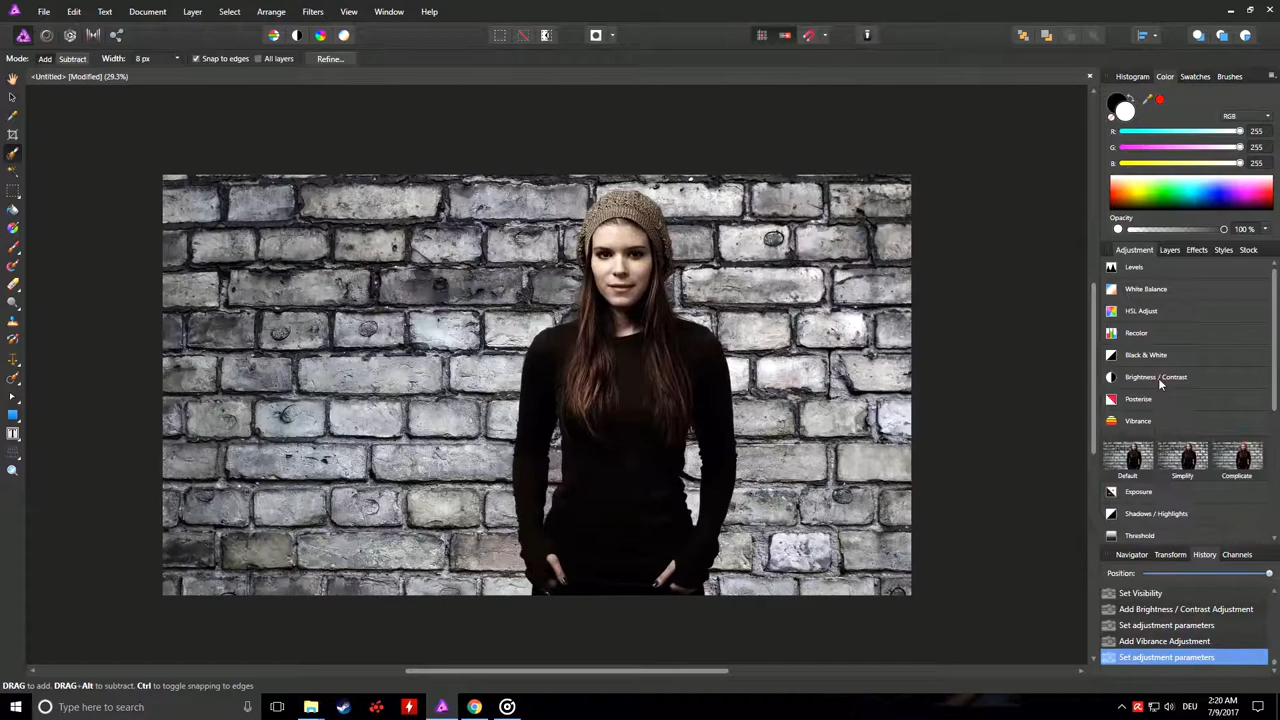 File Edit Text Document Layer Select Arrange Filters View Window Help
Mode: Add Subtract Width: 8 px Snap to edges All layers Refine...
<Untitled> [Modified] (29.3%)
Histogram Color Swatches Brushes
RGB
R: 255
G: 255
B: 255
Opacity
100 %
Adjustment Layers Effects Styles Stock
Levels
White Balance
HSL Adjust
Recolor
Black & White
Brightness / Contrast
Posterise
Vibrance
Default Simplify Complicate
Exposure
Shadows / Highlights
Threshold
Navigator Transform History Channels
Position:
Set Visibility
Add Brightness / Contrast Adjustment
Set adjustment parameters
Add Vibrance Adjustment
Set adjustment parameters
DRAG to add. DRAG+Alt to subtract. Ctrl to toggle snapping to edges
Type here to search
DEU
2:20 AM
7/9/2017